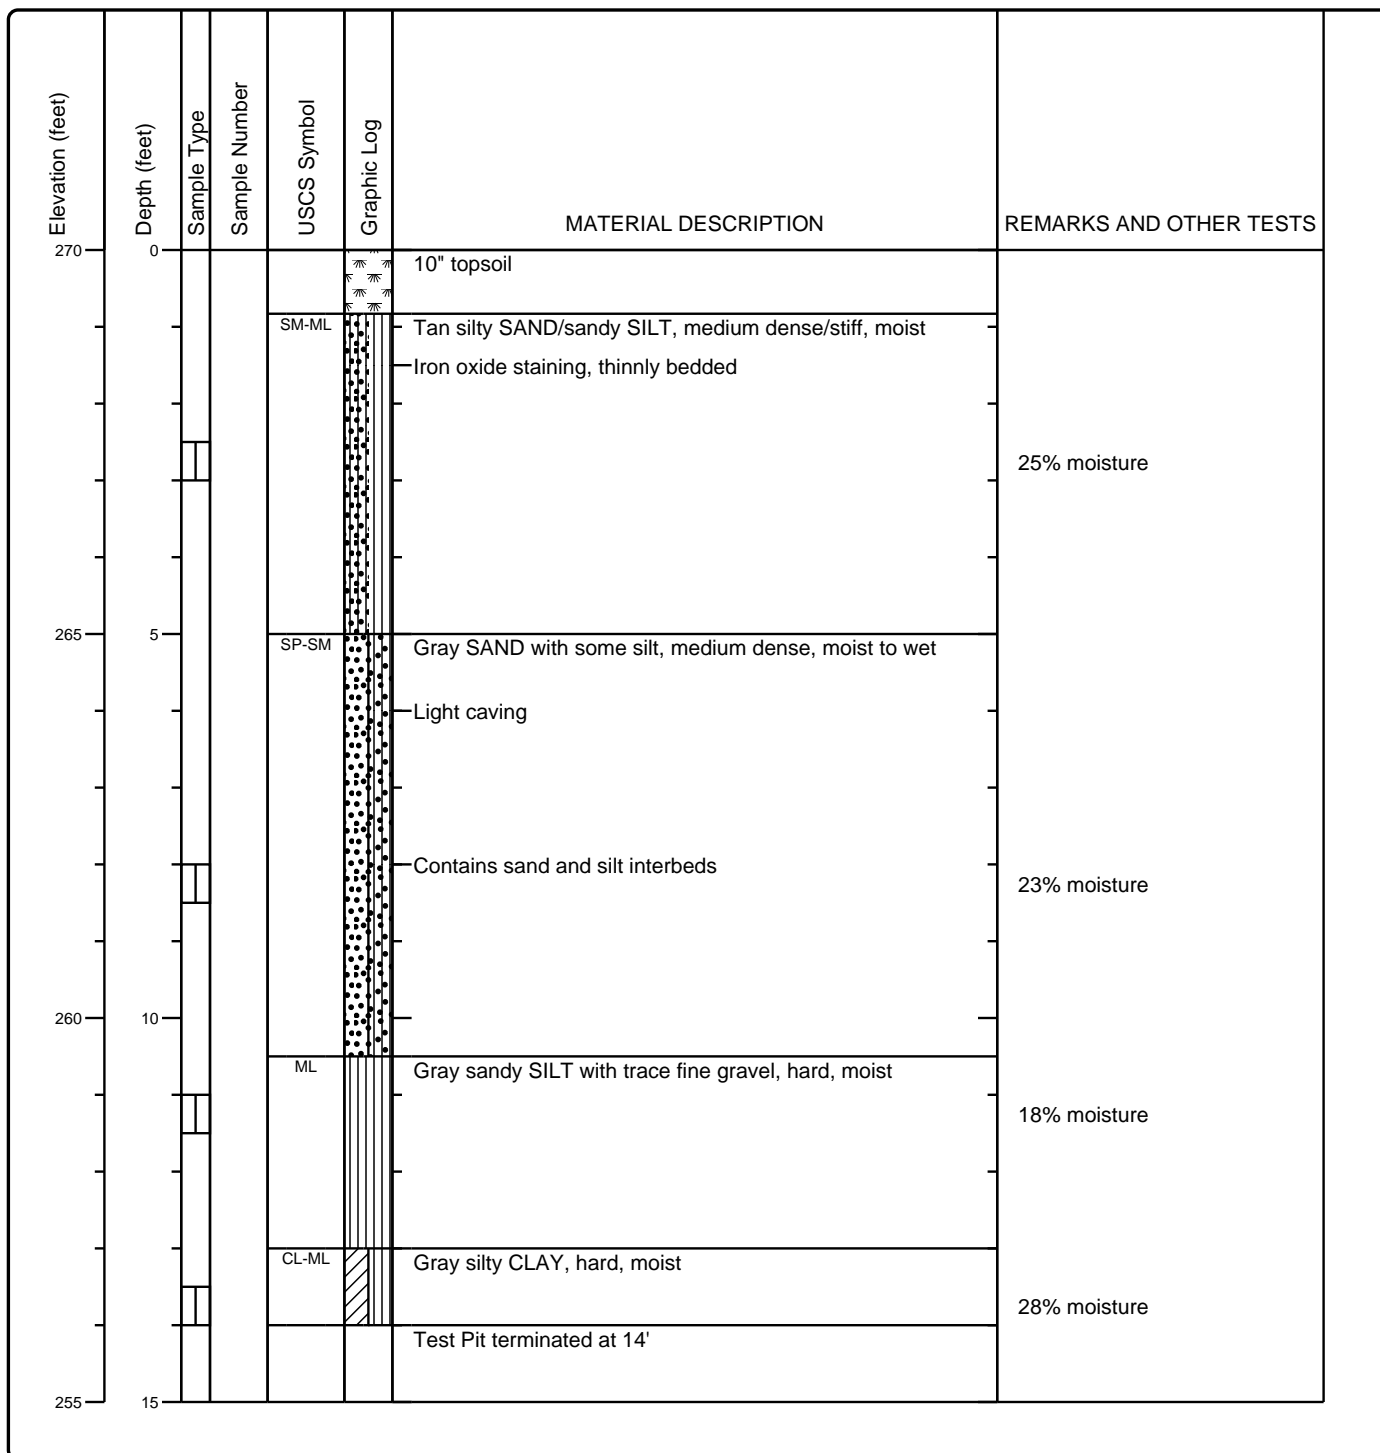 Elevation (feet)
Depth (feet)
Sample Type
Sample Number
USCS Symbol
Graphic Log
MATERIAL DESCRIPTION
REMARKS AND OTHER TESTS
270 0
10" topsoil
SM-ML Tan silty SAND/sandy SILT, medium dense/stiff, moist
Iron oxide staining, thinnly bedded
25% moisture
265 5
SP-SM Gray SAND with some silt, medium dense, moist to wet
Light caving
Contains sand and silt interbeds
23% moisture
260 10
ML Gray sandy SILT with trace fine gravel, hard, moist
18% moisture
CL-ML Gray silty CLAY, hard, moist
28% moisture
Test Pit terminated at 14'
255 15